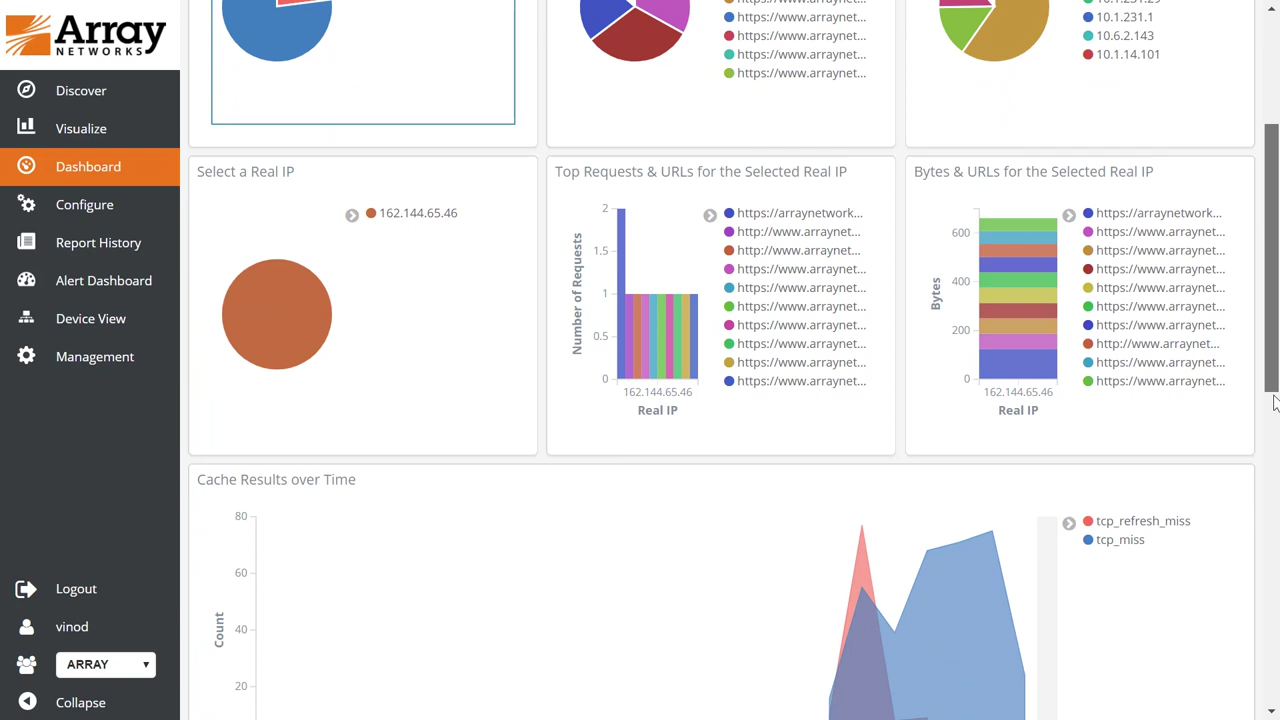 Array
NETWORKS
Discover
Visualize
Dashboard
Configure
Report History
Alert Dashboard
Device View
Management
Logout
vinod
ARRAY
Collapse
https://www.arraynet...
https://www.arraynet...
https://www.arraynet...
https://www.arraynet...
10.1.231.1
10.6.2.143
10.1.14.101
Select a Real IP
162.144.65.46
Top Requests & URLs for the Selected Real IP
Number of Requests
2
1.5
1
0.5
0
162.144.65.46
Real IP
https://arraynetwork...
http://www.arraynet...
http://www.arraynet...
https://www.arraynet...
https://www.arraynet...
https://www.arraynet...
https://www.arraynet...
https://www.arraynet...
https://www.arraynet...
https://www.arraynet...
Bytes & URLs for the Selected Real IP
Bytes
600
400
200
0
162.144.65.46
Real IP
https://arraynetwork...
https://www.arraynet...
https://www.arraynet...
https://www.arraynet...
https://www.arraynet...
https://www.arraynet...
https://www.arraynet...
http://www.arraynet...
https://www.arraynet...
https://www.arraynet...
Cache Results over Time
Count
80
60
40
20
tcp_refresh_miss
tcp_miss